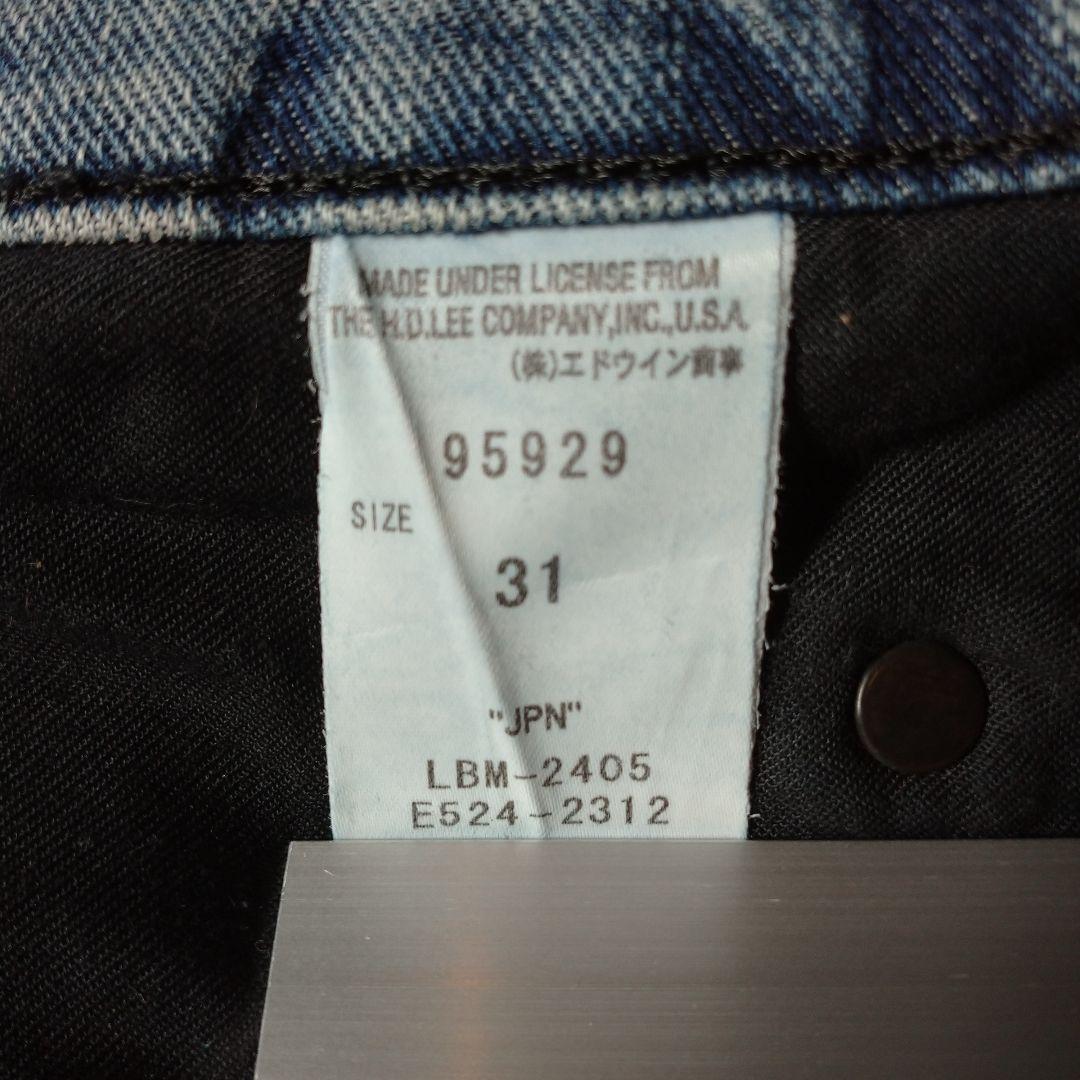 MADE UNDER LICENSE FROM
THE H.D.LEE COMPANY,INC.,U.S.A.
(株)エドウイン商事
95929
SIZE
31
"JPN"
LBM-2405
E524-2312